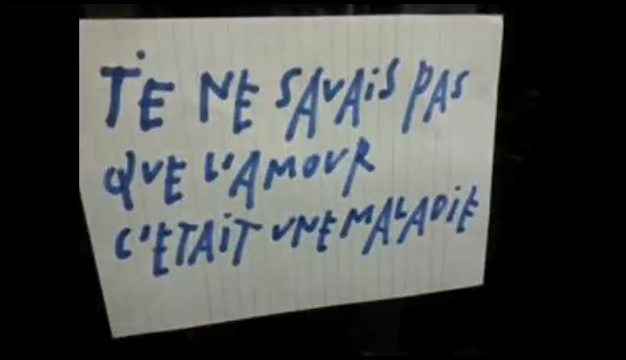 JE NE SAVAIS PAS
QUE L'AMOUR
C'ETAIT UNE MALADIE